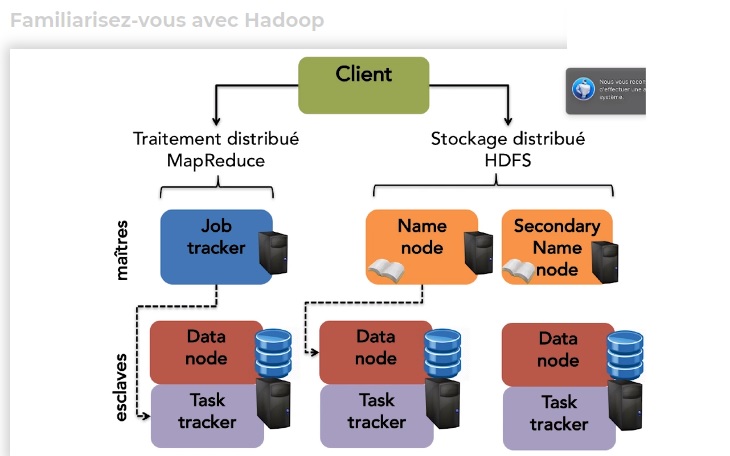 Familiarisez-vous avec Hadoop
Client
Nous vous recom
d'effectuer une a
système.
Traitement distribué
MapReduce
Stockage distribué
HDFS
maîtres
Job
tracker
Name
node
Secondary
Name
node
esclaves
Data
node
Task
tracker
Data
node
Task
tracker
Data
node
Task
tracker